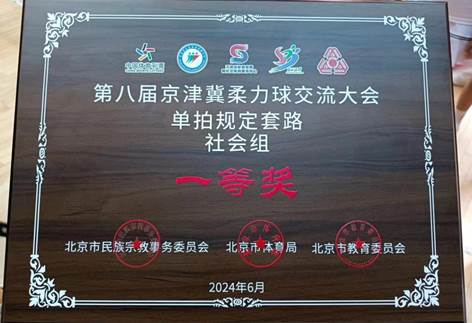 第八届京津冀柔力球交流大会
单拍规定套路
社会组
一等奖
北京市民族宗教事务委员会 北京市体育局 北京市教育委员会
2024年6月